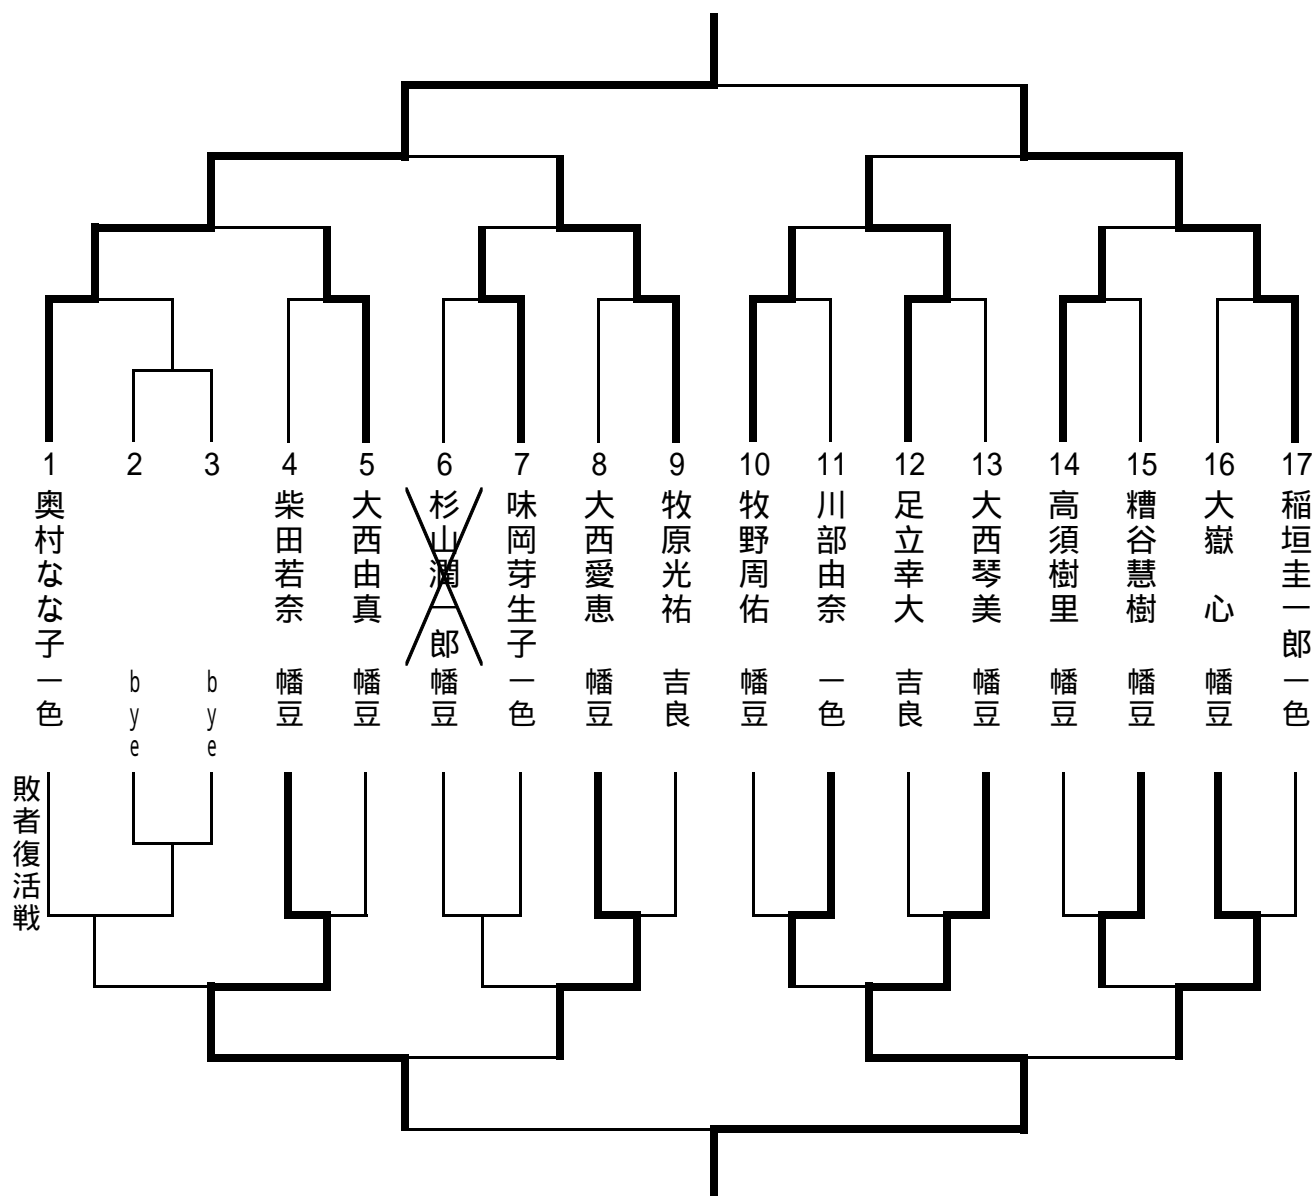 1
奥村なな子
一色
2
bye
3
bye
4
柴田若奈
幡豆
5
大西由真
幡豆
6
杉山潤一郎
幡豆
7
味岡芽生子
一色
8
大西愛恵
幡豆
9
牧原光祐
吉良
10
牧野周佑
幡豆
11
川部由奈
一色
12
足立幸大
吉良
13
大西琴美
幡豆
14
高須樹里
幡豆
15
糟谷慧樹
幡豆
16
大嶽 心
幡豆
17
稲垣圭一郎
一色
敗者復活戦